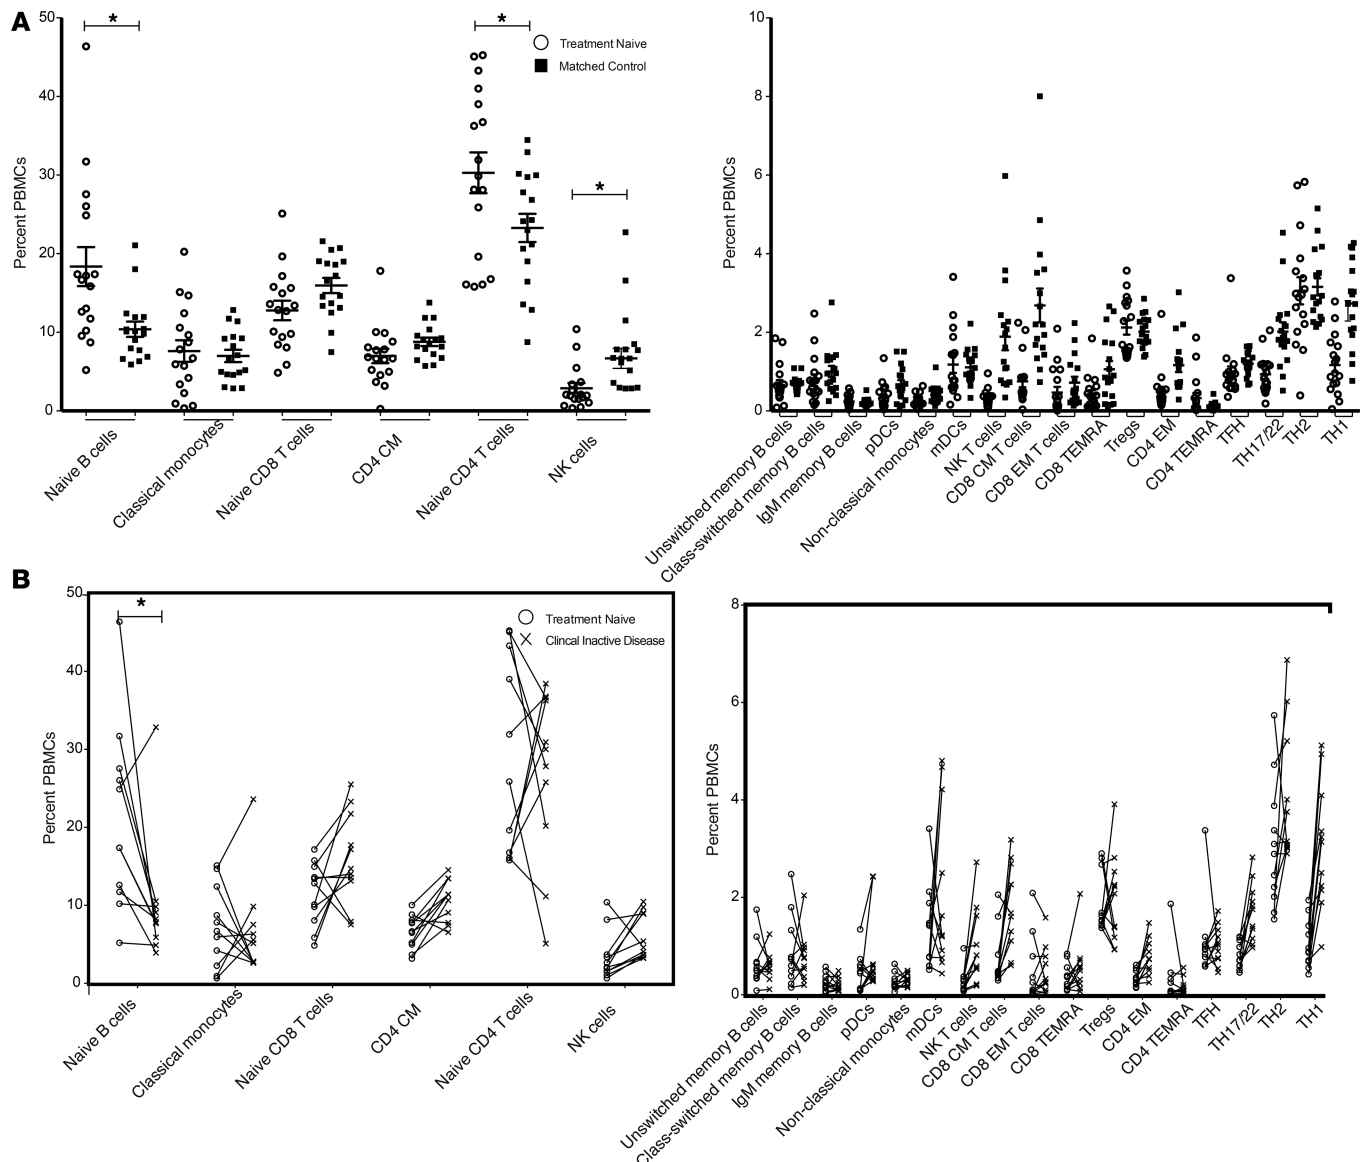 A
50
40
30
20
10
0
Percent PBMCs
*
*
*
Treatment Naive
Matched Control
Naive B cells
Classical monocytes
Naive CD8 T cells
CD4 CM
Naive CD4 T cells
NK cells
10
8
6
4
2
0
Percent PBMCs
Unswitched memory B cells
Class-switched memory B cells
IgM memory B cells
pDCs
Non-classical monocytes
mDCs
NK T cells
CD8 CM T cells
CD8 EM T cells
CD8 TEMRA
Tregs
CD4 EM
CD4 TEMRA
TFH
TH17/22
TH2
TH1
B
50
40
30
20
10
0
Percent PBMCs
*
Treatment Naive
Clincal Inactive Disease
Naive B cells
Classical monocytes
Naive CD8 T cells
CD4 CM
Naive CD4 T cells
NK cells
8
6
4
2
0
Percent PBMCs
Unswitched memory B cells
Class-switched memory B cells
IgM memory B cells
pDCs
Non-classical monocytes
mDCs
NK T cells
CD8 CM T cells
CD8 EM T cells
CD8 TEMRA
Tregs
CD4 EM
CD4 TEMRA
TFH
TH17/22
TH2
TH1